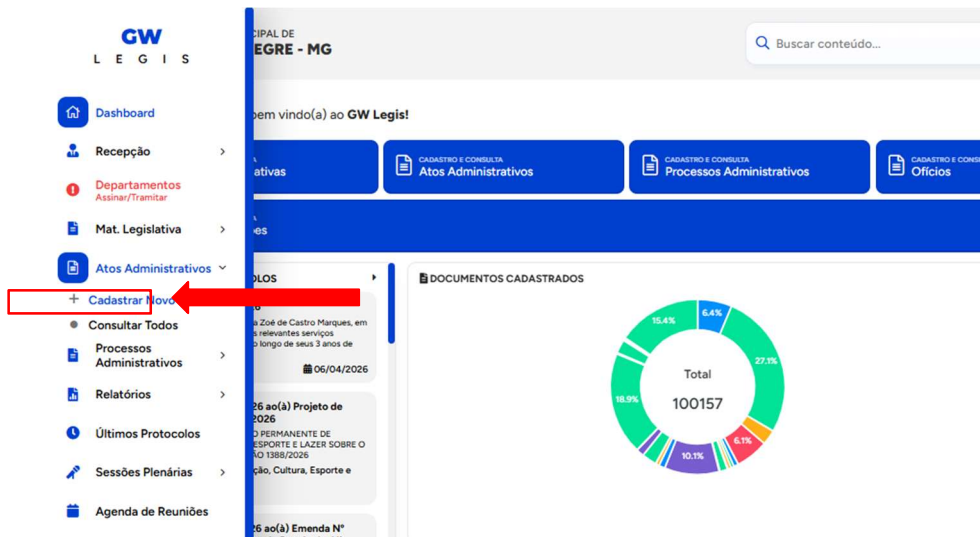 GW
LEGIS
Dashboard
Recepção
Departamentos
Assinar/Tramitar
Mat. Legislativa
Atos Administrativos
Cadastrar Novo
Consultar Todos
Processos
Administrativos
Relatórios
Últimos Protocolos
Sessões Plenárias
Agenda de Reuniões
CIPAL DE
EGRE - MG
Buscar conteúdo...
bem vindo(a) ao GW Legis!
ativas
CADASTRO E CONSULTA
Atos Administrativos
CADASTRO E CONSULTA
Processos Administrativos
CADASTRO E CONSU
Ofícios
es
OLOS
a Zoé de Castro Marques, em
s relevantes serviços
o longo de seus 3 anos de
06/04/2026
26 ao(à) Projeto de
2026
O PERMANENTE DE
ESPORTE E LAZER SOBRE O
ÃO 1388/2026
ção, Cultura, Esporte e
26 ao(à) Emenda Nº
DOCUMENTOS CADASTRADOS
15.4%
6.4%
27.1%
18.9%
Total
100157
6.1%
10.1%